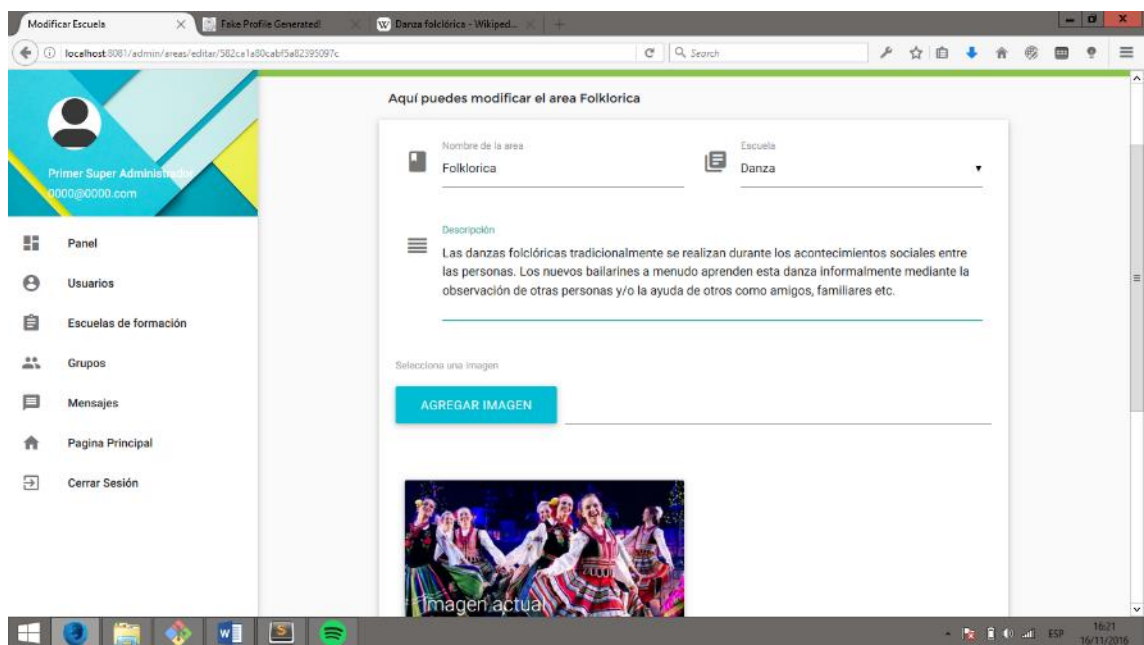 Modificar Escuela
Fake Profile Generated!
Danza folclórica - Wikiped...
localhost:8081/admin/areas/editar/582ca1a80cabf5a82395097c
Search
Aquí puedes modificar el area Folklorica
Primer Super Administrador
0000@0000.com
Panel
Usuarios
Escuelas de formación
Grupos
Mensajes
Pagina Principal
Cerrar Sesión
Nombre de la area
Folklorica
Escuela
Danza
Descripción
Las danzas folclóricas tradicionalmente se realizan durante los acontecimientos sociales entre
las personas. Los nuevos bailarines a menudo aprenden esta danza informalmente mediante la
observación de otras personas y/o la ayuda de otros como amigos, familiares etc.
Selecciona una imagen
AGREGAR IMAGEN
Imagen actual
ESP
16:21
16/11/2016